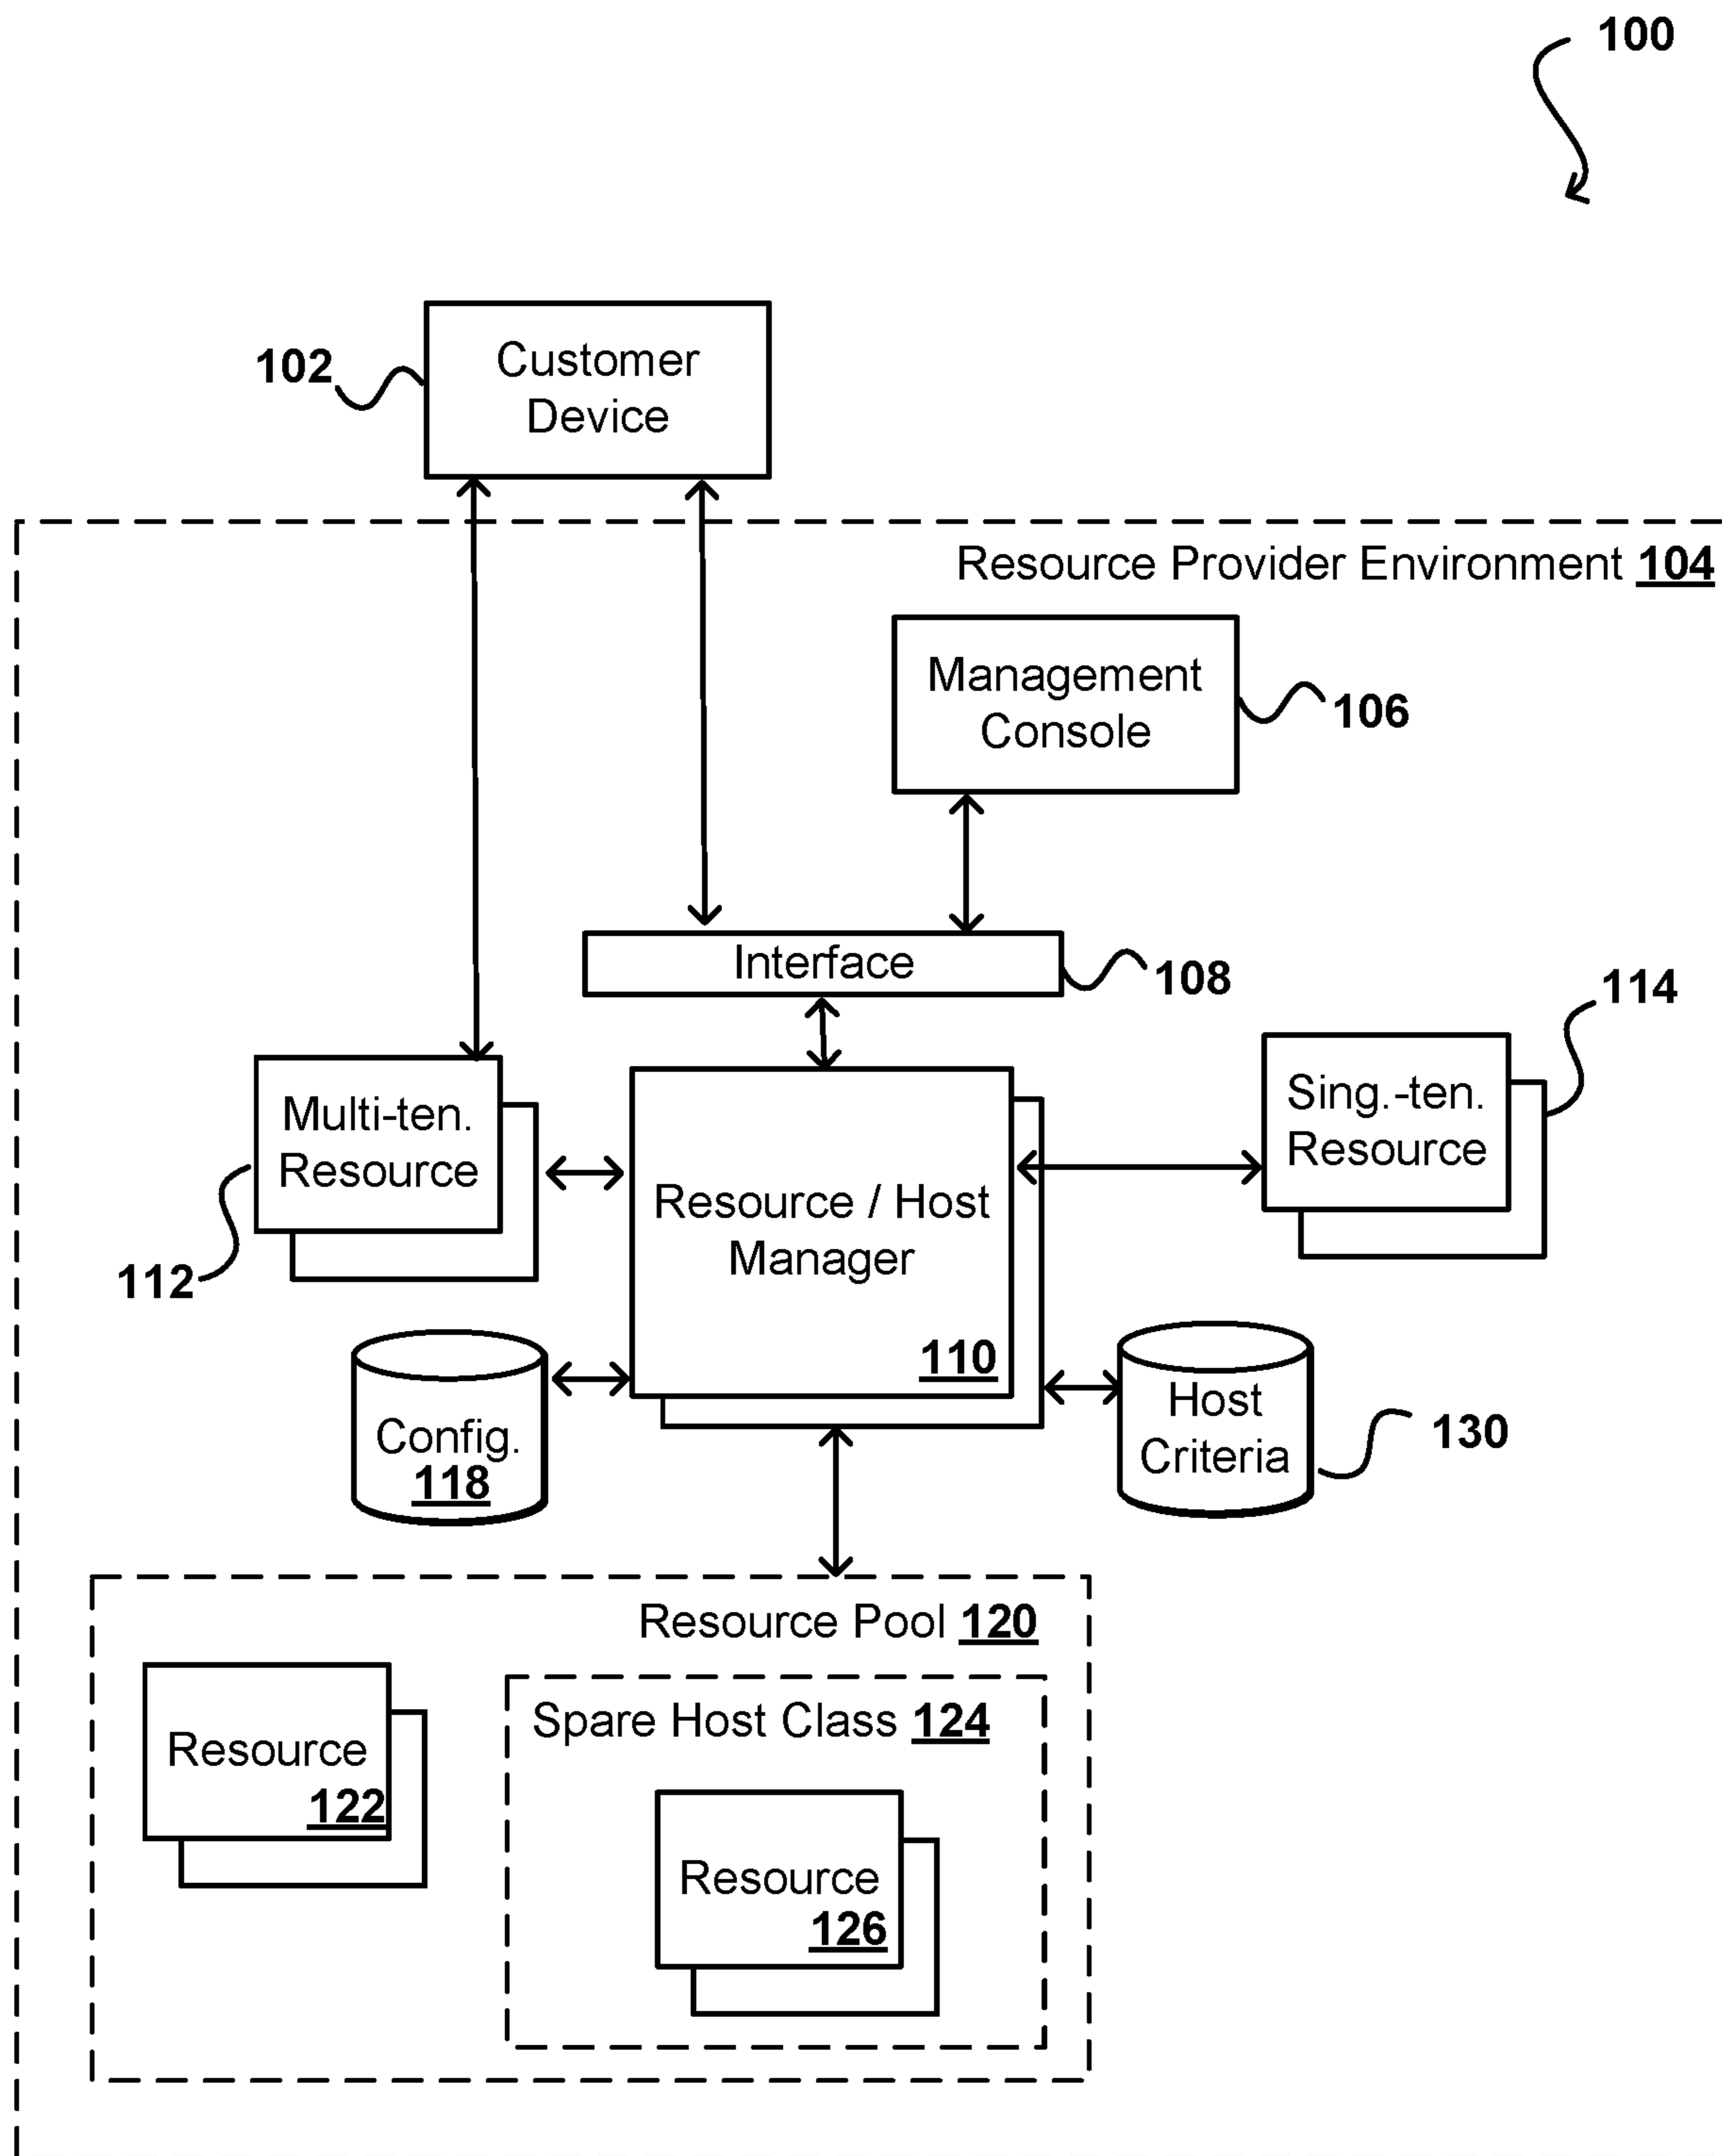 100
102
Customer
Device
Resource Provider Environment 104
Management
Console
106
Interface
108
114
Multi-ten.
Resource
112
Sing.-ten.
Resource
Resource / Host
Manager
110
Config.
118
Host
Criteria
130
Resource Pool 120
Resource
122
Spare Host Class 124
Resource
126